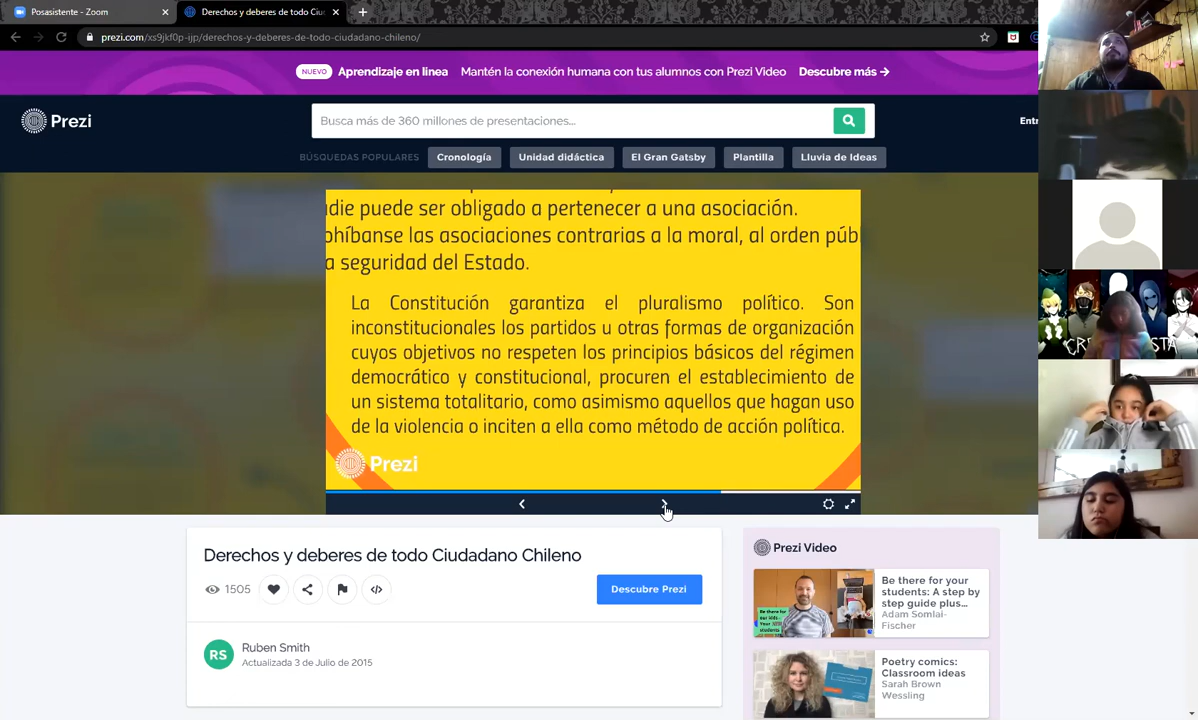 Posasistente - Zoom
Derechos y deberes de todo Ciu
prezi.com/xs9jkf0p-ijp/derechos-y-deberes-de-todo-ciudadano-chileno/
NUEVO Aprendizaje en linea Mantén la conexión humana con tus alumnos con Prezi Video Descubre más →
Prezi
Busca más de 360 millones de presentaciones...
Entr
BÚSQUEDAS POPULARES Cronología Unidad didáctica El Gran Gatsby Plantilla Lluvia de Ideas
adie puede ser obligado a pertenecer a una asociación.
ohíbanse las asociaciones contrarias a la moral, al orden públ
a seguridad del Estado.
La Constitución garantiza el pluralismo político. Son
inconstitucionales los partidos u otras formas de organización
cuyos objetivos no respeten los principios básicos del régimen
democrático y constitucional, procuren el establecimiento de
un sistema totalitario, como asimismo aquellos que hagan uso
de la violencia o inciten a ella como método de acción política.
Prezi
Derechos y deberes de todo Ciudadano Chileno
1505
Descubre Prezi
RS
Ruben Smith
Actualizada 3 de Julio de 2015
Prezi Video
Be there for your
students: A step by
step guide plus...
Adam Somlai-
Fischer
Poetry comics:
Classroom ideas
Sarah Brown
Wessling